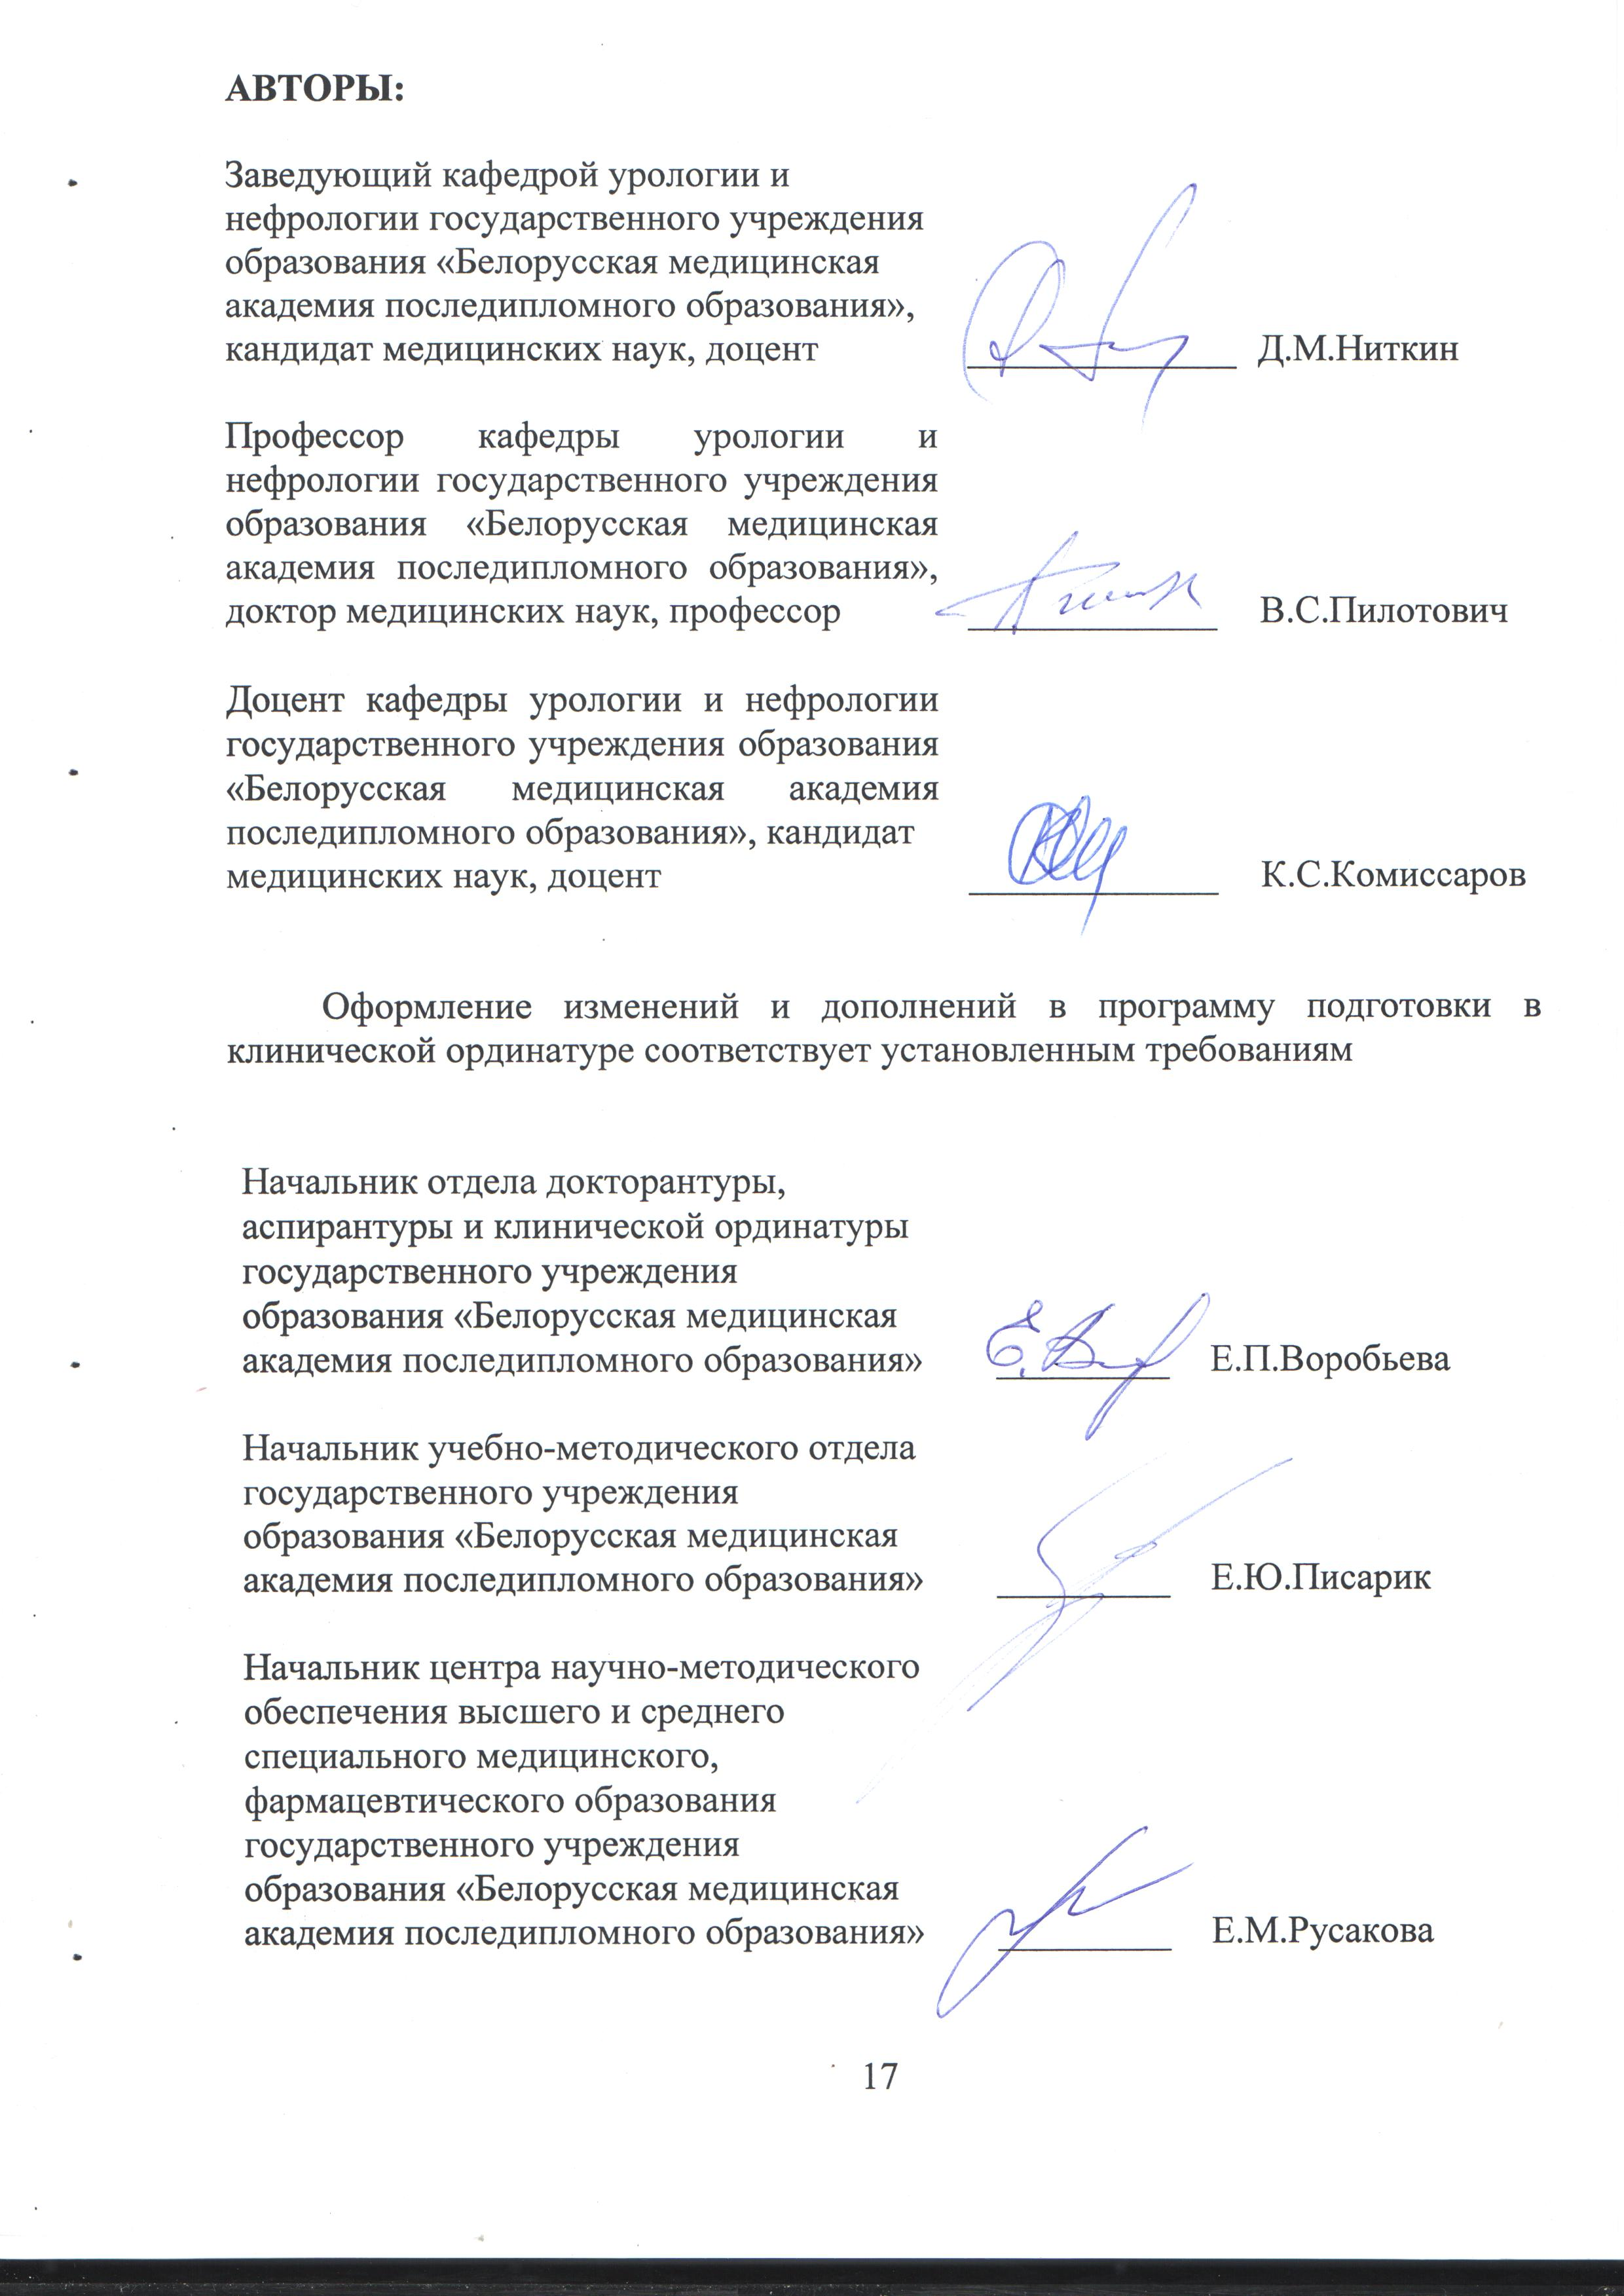 АВТОРЫ:
Заведующий кафедрой урологии и
нефрологии государственного учреждения
образования «Белорусская медицинская
академия последипломного образования»,
кандидат медицинских наук, доцент Д.М.Ниткин
Профессор кафедры урологии и
нефрологии государственного учреждения
образования «Белорусская медицинская
академия последипломного образования»,
доктор медицинских наук, профессор В.С.Пилотович
Доцент кафедры урологии и нефрологии
государственного учреждения образования
«Белорусская медицинская академия
последипломного образования», кандидат
медицинских наук, доцент К.С.Комиссаров
Оформление изменений и дополнений в программу подготовки в
клинической ординатуре соответствует установленным требованиям
Начальник отдела докторантуры,
аспирантуры и клинической ординатуры
государственного учреждения
образования «Белорусская медицинская
академия последипломного образования» Е.П.Воробьева
Начальник учебно-методического отдела
государственного учреждения
образования «Белорусская медицинская
академия последипломного образования» Е.Ю.Писарик
Начальник центра научно-методического
обеспечения высшего и среднего
специального медицинского,
фармацевтического образования
государственного учреждения
образования «Белорусская медицинская
академия последипломного образования» Е.М.Русакова
17